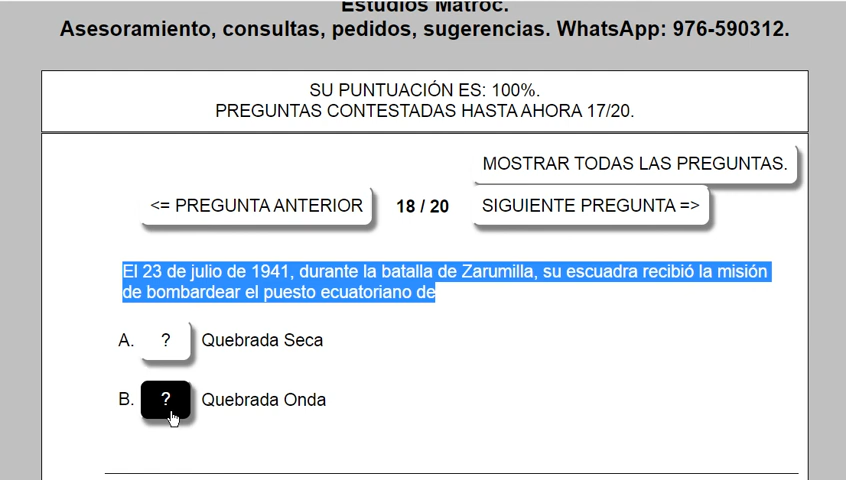 Estudios Matroc.
Asesoramiento, consultas, pedidos, sugerencias. WhatsApp: 976-590312.
SU PUNTUACIÓN ES: 100%.
PREGUNTAS CONTESTADAS HASTA AHORA 17/20.
MOSTRAR TODAS LAS PREGUNTAS.
<= PREGUNTA ANTERIOR 18 / 20 SIGUIENTE PREGUNTA =>
El 23 de julio de 1941, durante la batalla de Zarumilla, su escuadra recibió la misión
de bombardear el puesto ecuatoriano de
A. ? Quebrada Seca
B. ? Quebrada Onda